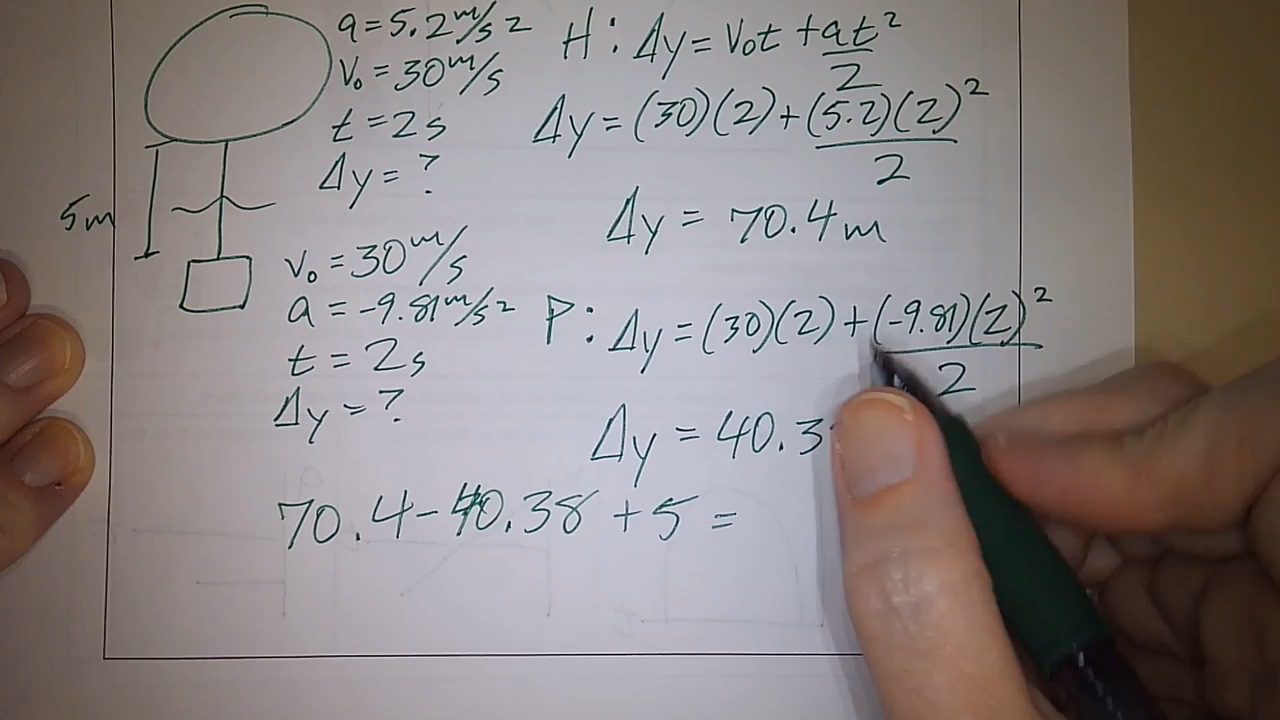 a = 5.2 m/s²
V₀ = 30 m/s
t = 2s
Δy = ?
5m
H: Δy = V₀t + at²/2
Δy = (30)(2) + (5.2)(2)²/2
Δy = 70.4m
V₀ = 30 m/s
a = -9.81 m/s²
t = 2s
Δy = ?
P: Δy = (30)(2) + (-9.81)(2)²/2
Δy = 40.3
70.4 - 40.38 + 5 =